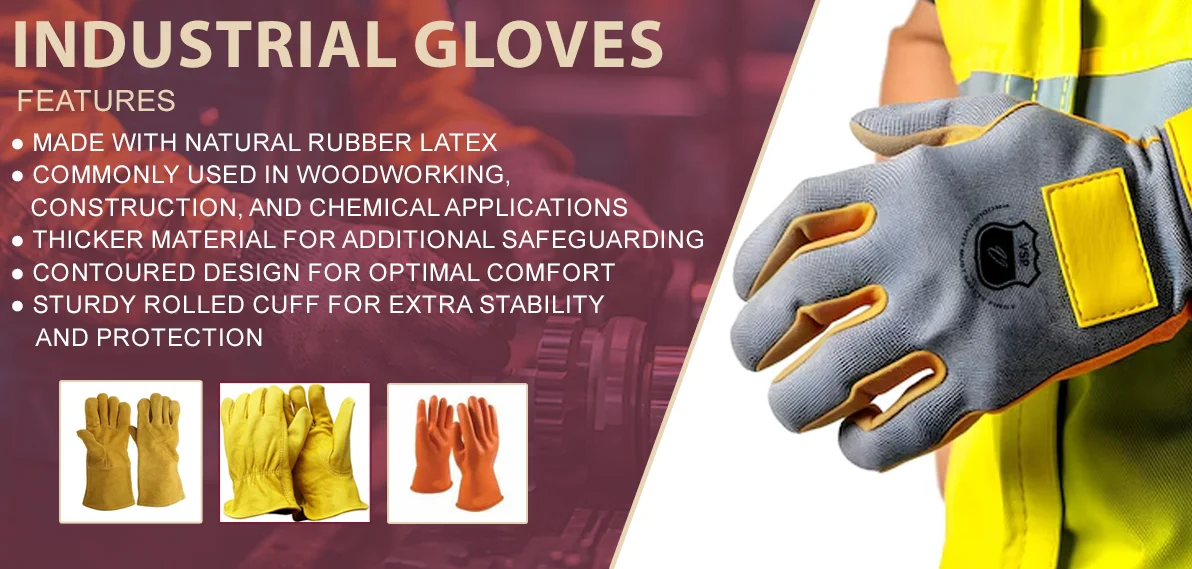 INDUSTRIAL GLOVES
FEATURES
● MADE WITH NATURAL RUBBER LATEX
● COMMONLY USED IN WOODWORKING,
CONSTRUCTION, AND CHEMICAL APPLICATIONS
● THICKER MATERIAL FOR ADDITIONAL SAFEGUARDING
● CONTOURED DESIGN FOR OPTIMAL COMFORT
● STURDY ROLLED CUFF FOR EXTRA STABILITY
AND PROTECTION
VSP